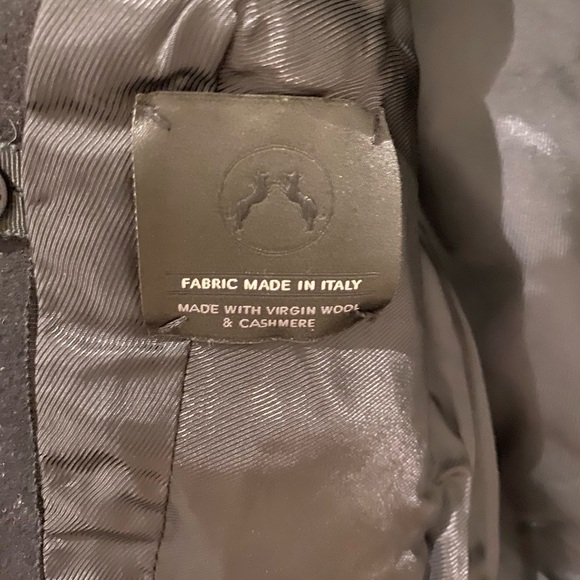 FABRIC MADE IN ITALY
MADE WITH VIRGIN WOOL
& CASHMERE